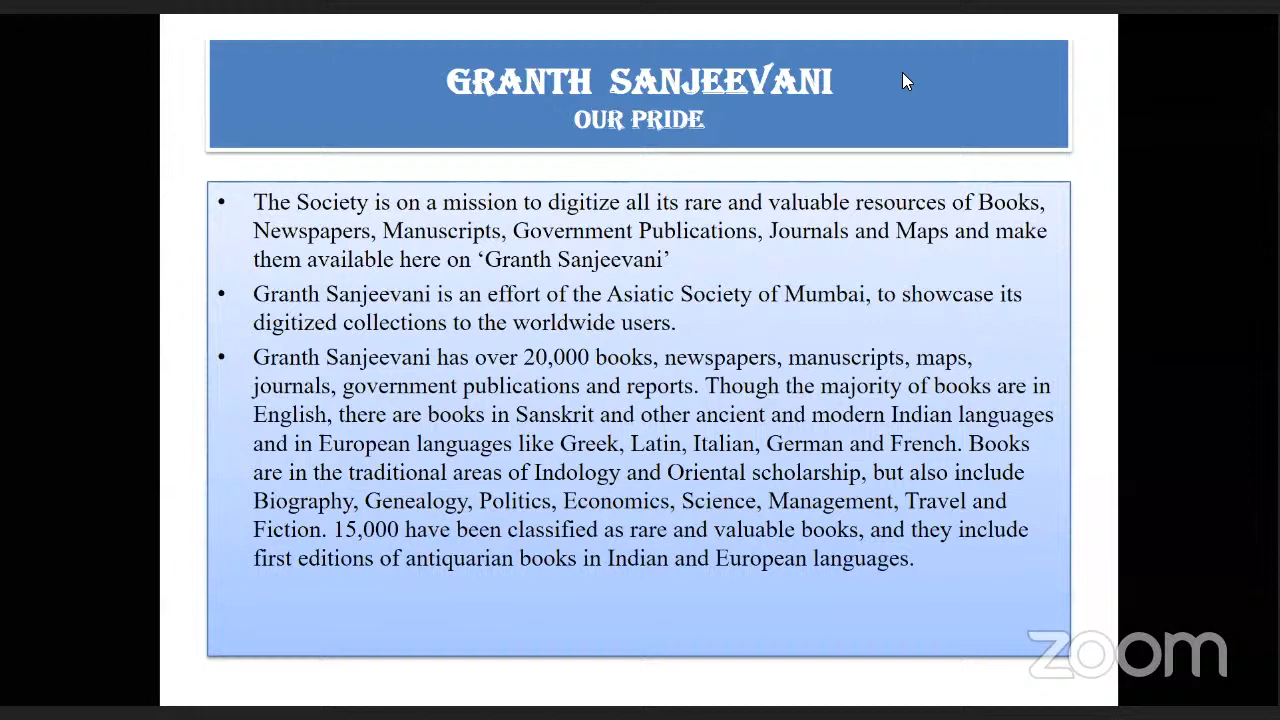 GRANTH SANJEEVANI
OUR PRIDE
• The Society is on a mission to digitize all its rare and valuable resources of Books,
Newspapers, Manuscripts, Government Publications, Journals and Maps and make
them available here on ‘Granth Sanjeevani’
• Granth Sanjeevani is an effort of the Asiatic Society of Mumbai, to showcase its
digitized collections to the worldwide users.
• Granth Sanjeevani has over 20,000 books, newspapers, manuscripts, maps,
journals, government publications and reports. Though the majority of books are in
English, there are books in Sanskrit and other ancient and modern Indian languages
and in European languages like Greek, Latin, Italian, German and French. Books
are in the traditional areas of Indology and Oriental scholarship, but also include
Biography, Genealogy, Politics, Economics, Science, Management, Travel and
Fiction. 15,000 have been classified as rare and valuable books, and they include
first editions of antiquarian books in Indian and European languages.
zoom